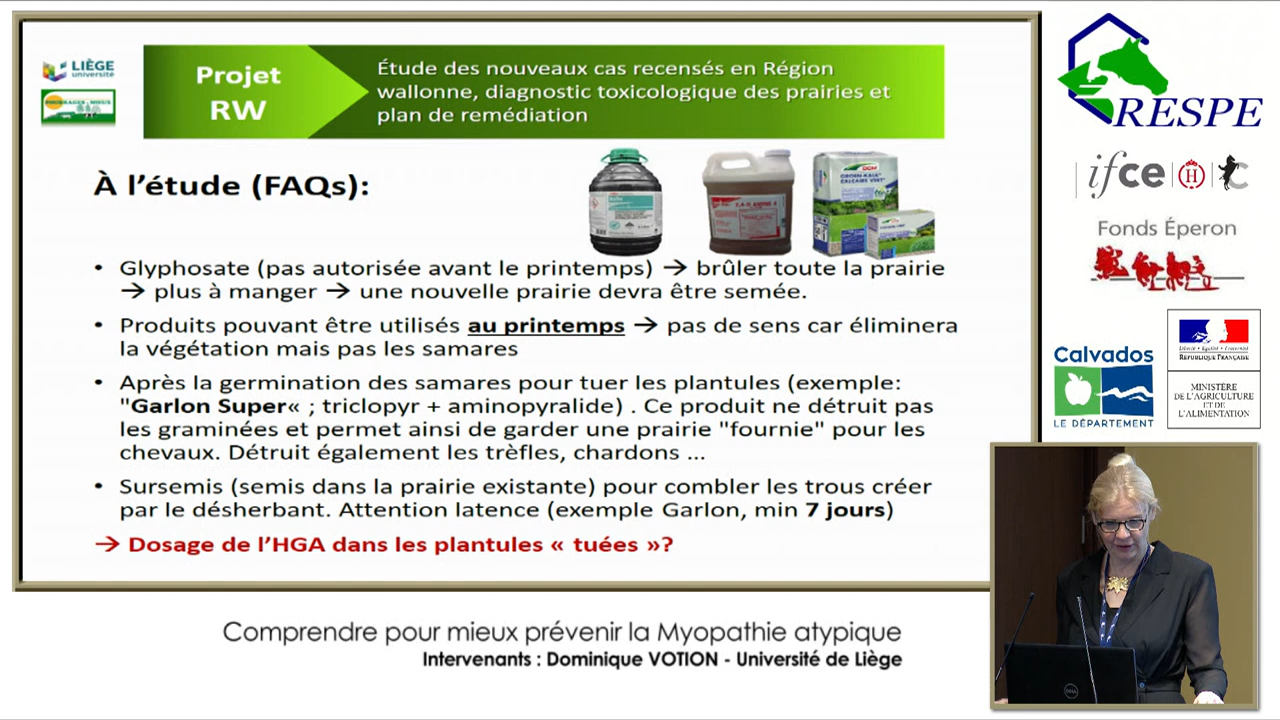 LIÈGE
université
Projet
RW
Étude des nouveaux cas recensés en Région
wallonne, diagnostic toxicologique des prairies et
plan de remédiation
À l’étude (FAQs):
• Glyphosate (pas autorisée avant le printemps) → brûler toute la prairie
→ plus à manger → une nouvelle prairie devra être semée.
• Produits pouvant être utilisés au printemps → pas de sens car éliminera
la végétation mais pas les samares
• Après la germination des samares pour tuer les plantules (exemple:
"Garlon Super« ; triclopyr + aminopyralide) . Ce produit ne détruit pas
les graminées et permet ainsi de garder une prairie "fournie" pour les
chevaux. Détruit également les trèfles, chardons ...
• Sursemis (semis dans la prairie existante) pour combler les trous créer
par le désherbant. Attention latence (exemple Garlon, min 7 jours)
→ Dosage de l’HGA dans les plantules « tuées »?
RESPE
ifce
Fonds Éperon
Calvados
LE DÉPARTEMENT
Liberté • Égalité • Fraternité
RÉPUBLIQUE FRANÇAISE
MINISTÈRE
DE L'AGRICULTURE
ET DE
L'ALIMENTATION
Comprendre pour mieux prévenir la Myopathie atypique
Intervenants : Dominique VOTION - Université de Liège
DELL